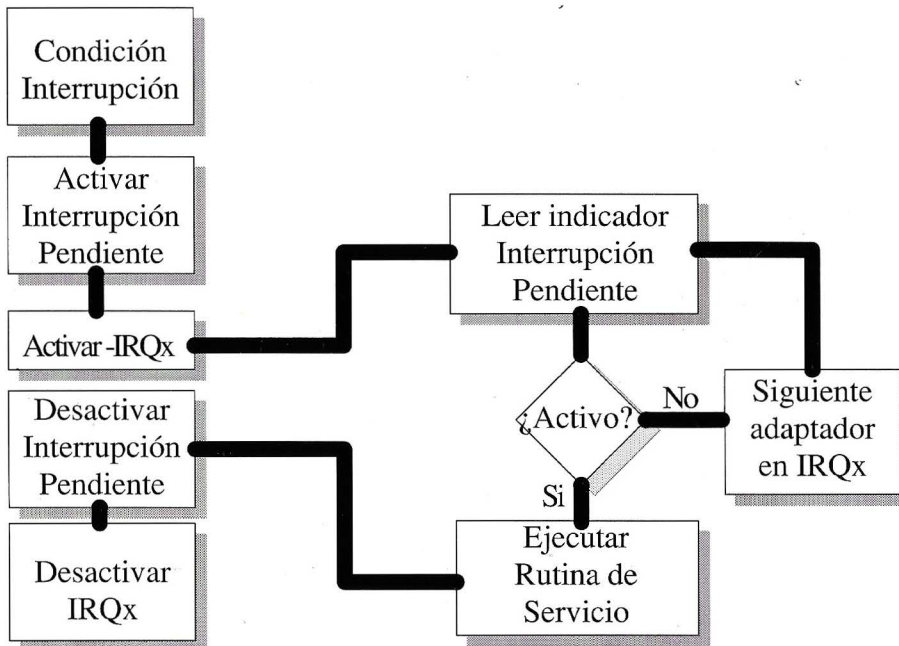 Condición
Interrupción
Activar
Interrupción
Pendiente
Activar -IRQx
Desactivar
Interrupción
Pendiente
Desactivar
IRQx
Leer indicador
Interrupción
Pendiente
¿Activo?
No
Si
Siguiente
adaptador
en IRQx
Ejecutar
Rutina de
Servicio